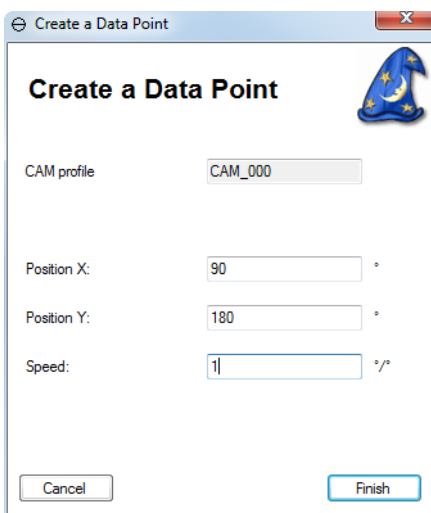 Create a Data Point
x
Create a Data Point
CAM profile CAM_000
Position X: 90 °
Position Y: 180 °
Speed: 1 °/°
Cancel Finish